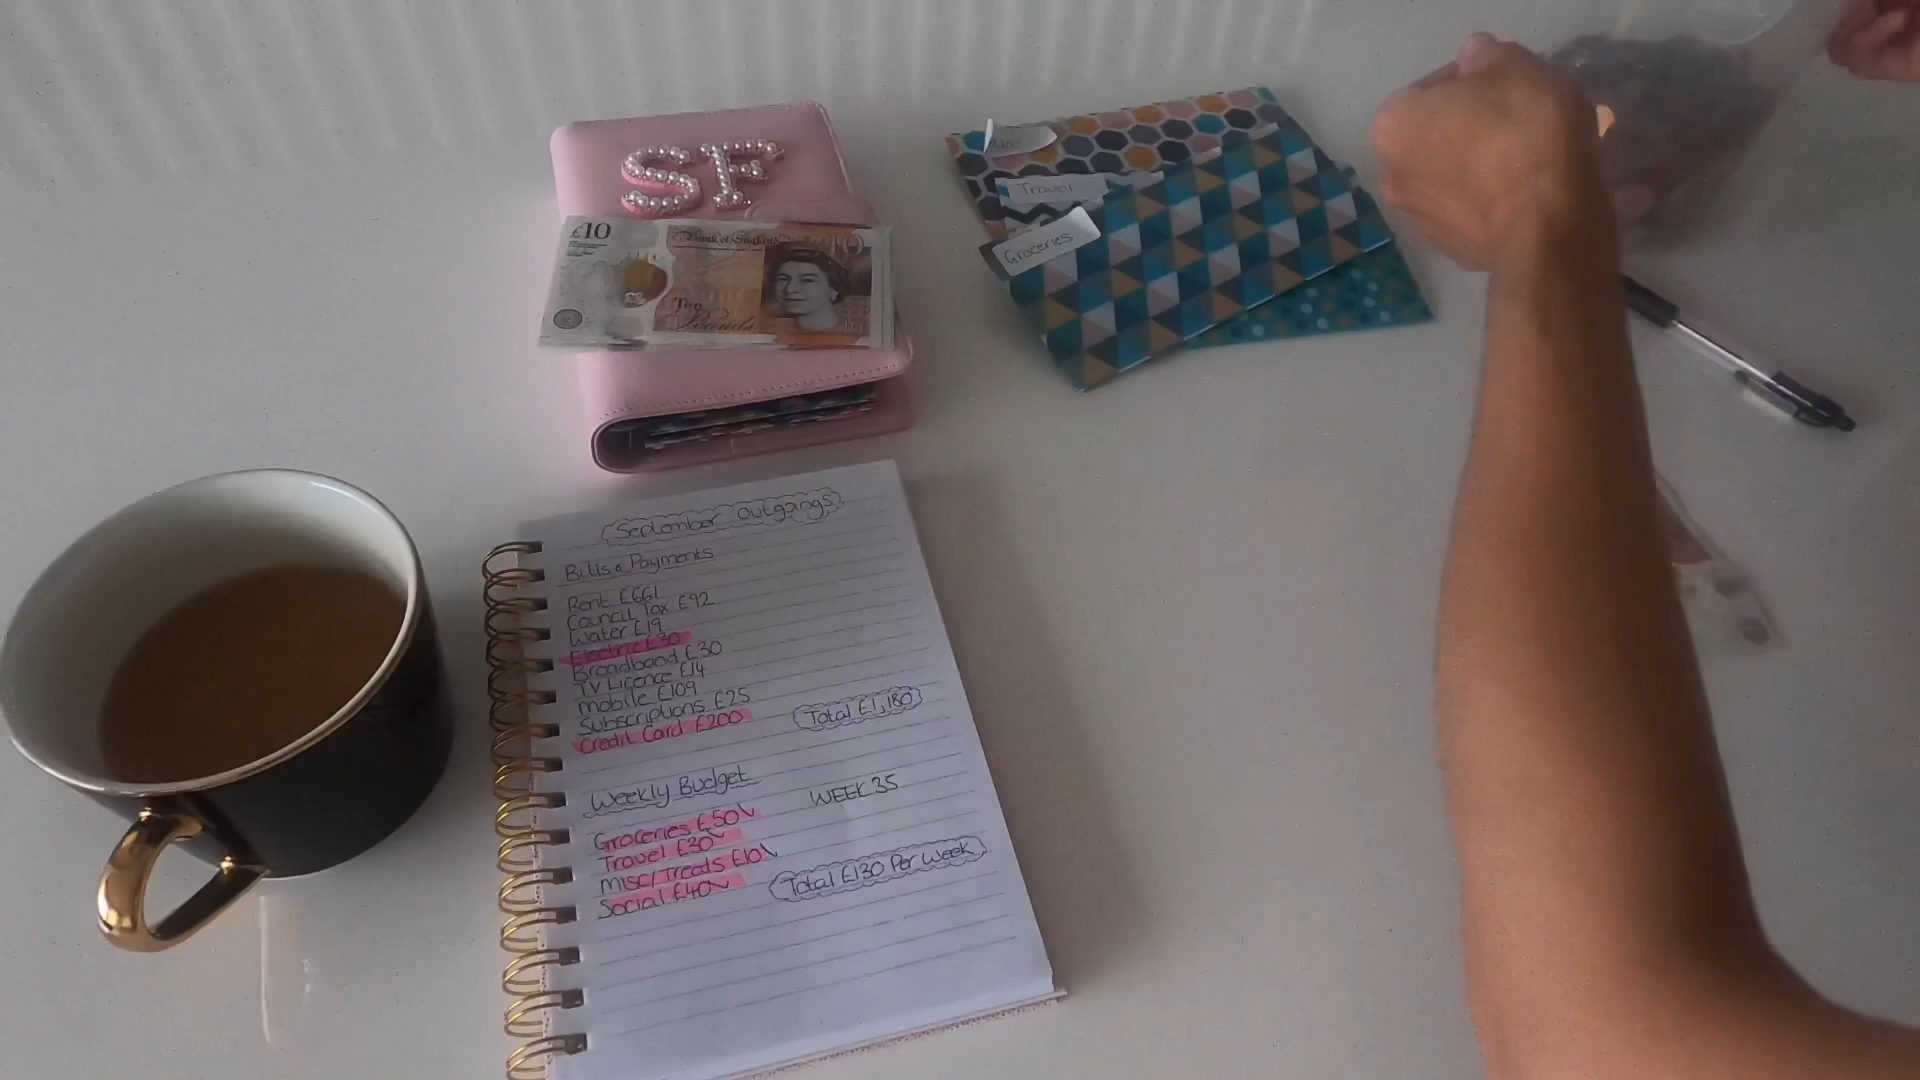 SF
£10
Bank of England
10
Ten
Pounds
Travel
Groceries
September Outgoings
Bills & Payments
Rent £661
Council Tax £92
Water £19
Electric £30
Broadband £30
TV Licence £14
Mobile £109
Subscriptions £25
Credit Card £200
Total £1,180
Weekly Budget
WEEK 35
Groceries £50
Travel £30
Misc/Treats £10
Social £40
Total £130 Per Week